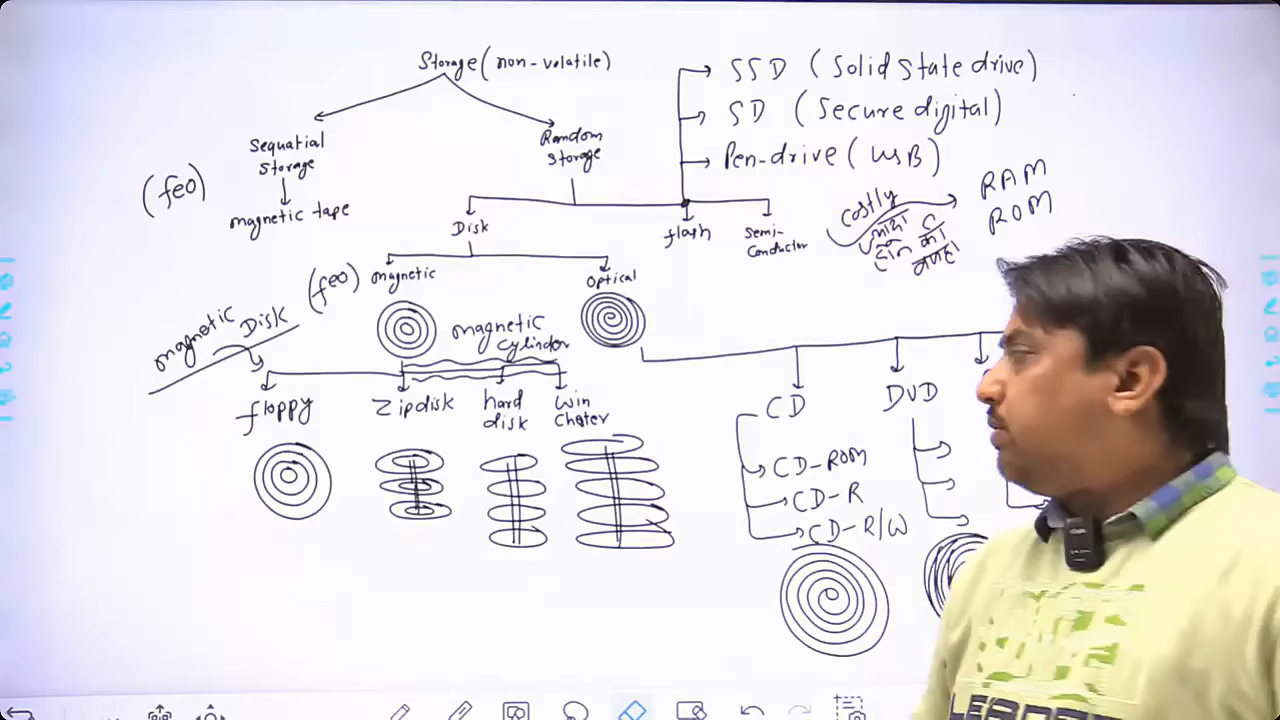 Storage (non-volatile)
Sequatial
Storage
magnetic tape
(feo)
Random
Storage
SSD (Solid State drive)
SD (Secure digital)
Pen-drive (USB)
Disk
flash
Semi-
Conductor
costly
RAM
ROM
magnetic
(feo)
Optical
magnetic Disk
magnetic
cylinder
floppy
Zipdisk
hard
disk
Win
Chester
CD
CD-ROM
CD-R
CD-R/W
DVD
LEADER